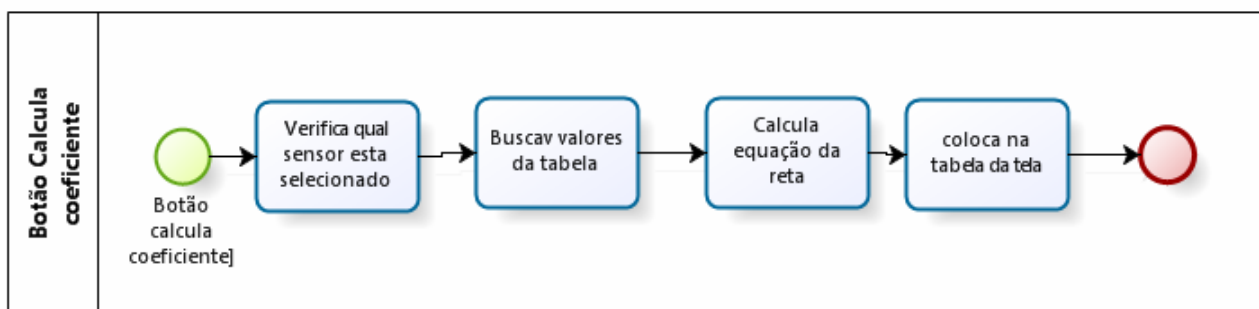 Botão Calcula
coeficiente
Botão
calcula
coeficiente]
Verifica qual
sensor esta
selecionado
Buscav valores
da tabela
Calcula
equação da
reta
coloca na
tabela da tela